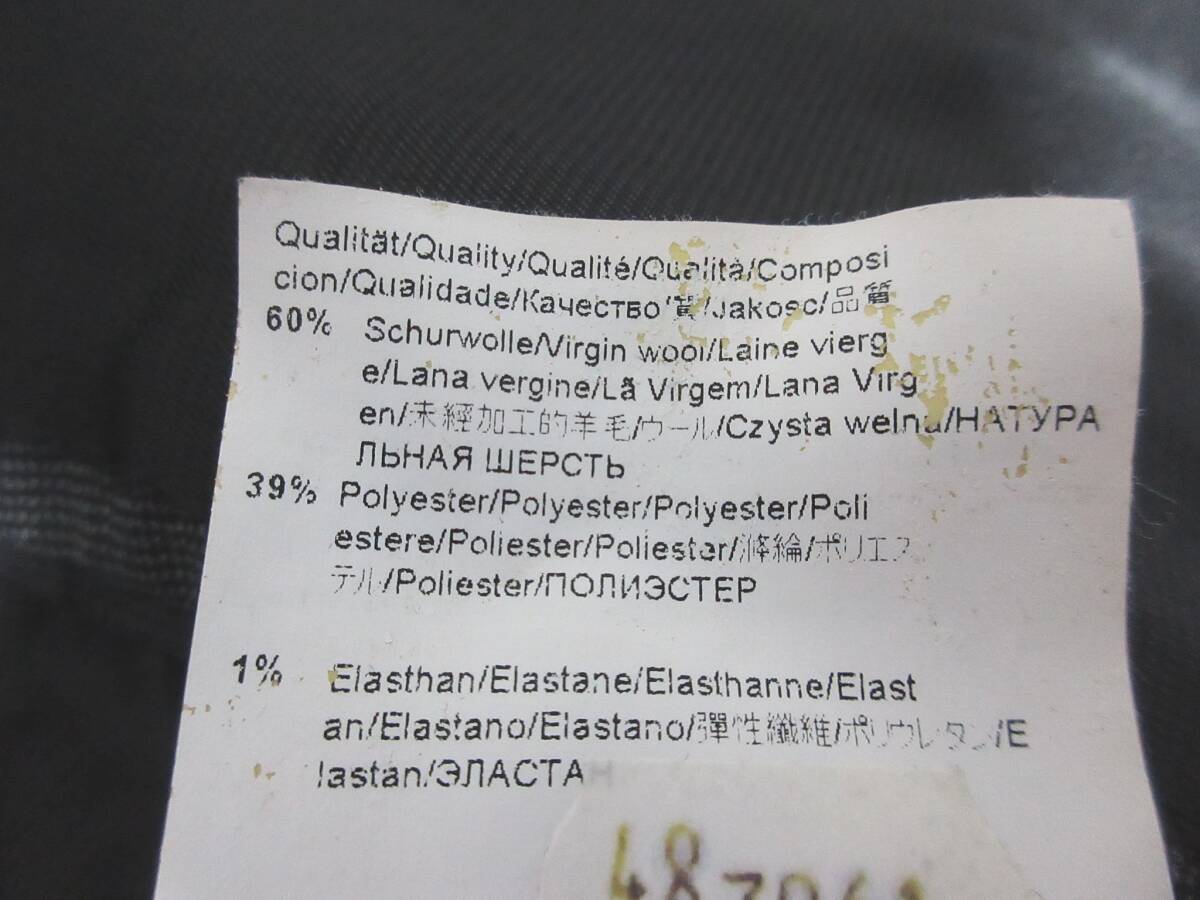 Qualität/Quality/Qualité/Qualità/Composi
cion/Qualidade/Качество 質/Jakosc/品質
60% Schurwolle/Virgin wool/Laine vierg
e/Lana vergine/Lã Virgem/Lana Virg
en/未經加工的羊毛/ウール/Czysta welna/НАТУРА
ЛЬНАЯ ШЕРСТЬ
39% Polyester/Polyester/Polyester/Poli
estere/Poliester/Poliester/滌綸/ポリエス
テル/Poliester/ПОЛИЭСТЕР
1% Elasthan/Elastane/Elasthanne/Elast
an/Elastano/Elastano/彈性纖維/ポリウレタン/E
lastan/ЭЛАСТАН